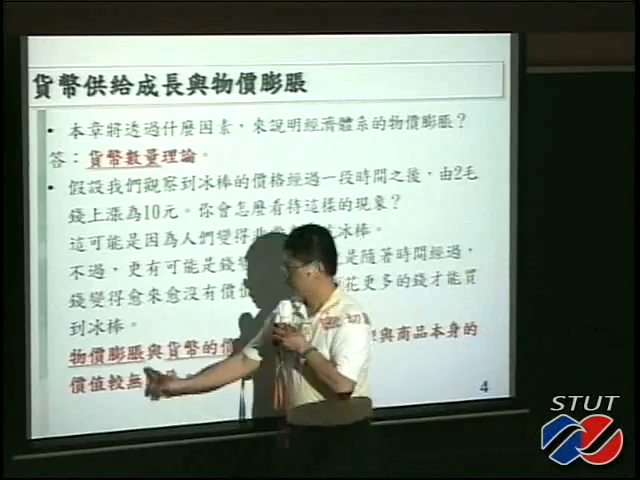 貨幣供給成長與物價膨脹
• 本章將透過什麼因素，來說明經濟體系的物價膨脹？
答：貨幣數量理論。
• 假設我們觀察到冰棒的價格經過一段時間之後，由2毛
錢上漲為10元。你會怎麼看待這樣的現象？
這可能是因為人們變得非 冰棒。
不過，更有可能是錢 是隨著時間經過，
錢變得愈來愈沒有價 花更多的錢才能買
到冰棒。
物價膨脹與貨幣的價 切 與商品本身的
價值較無
4
STUT